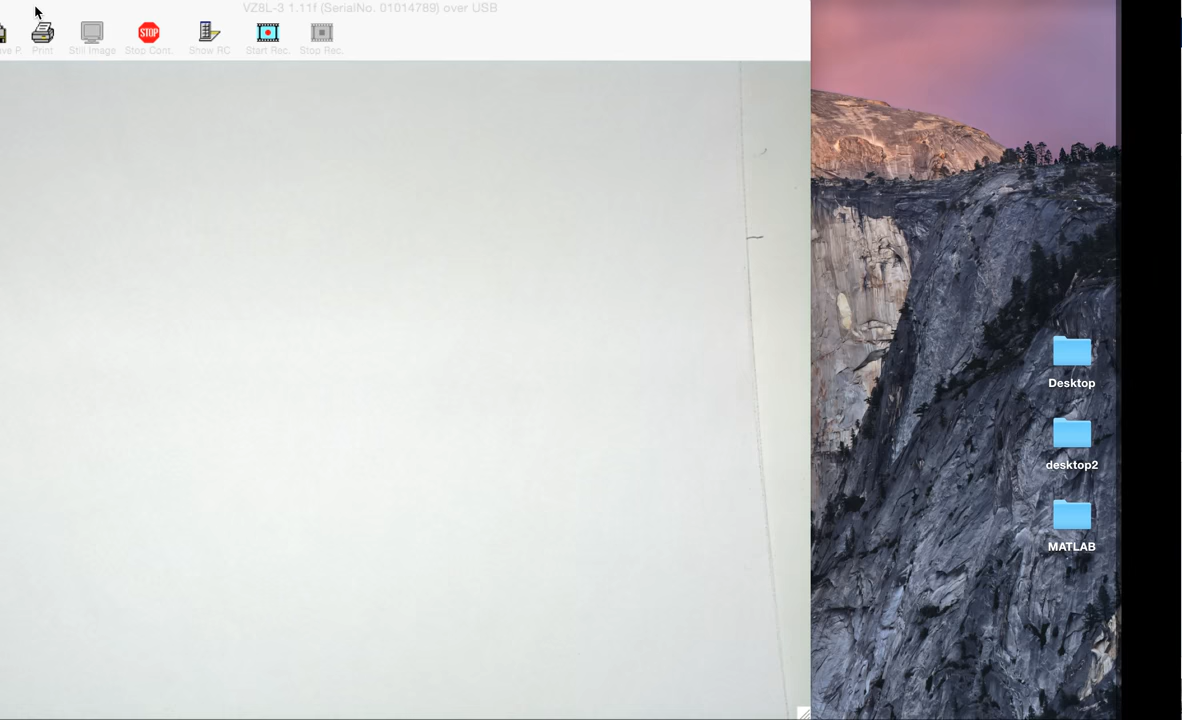 VZ8L-3 1.11f (SerialNo. 01014789) over USB
ve P. Print Still Image Stop Cont. Show RC Start Rec. Stop Rec.
STOP
Desktop
desktop2
MATLAB